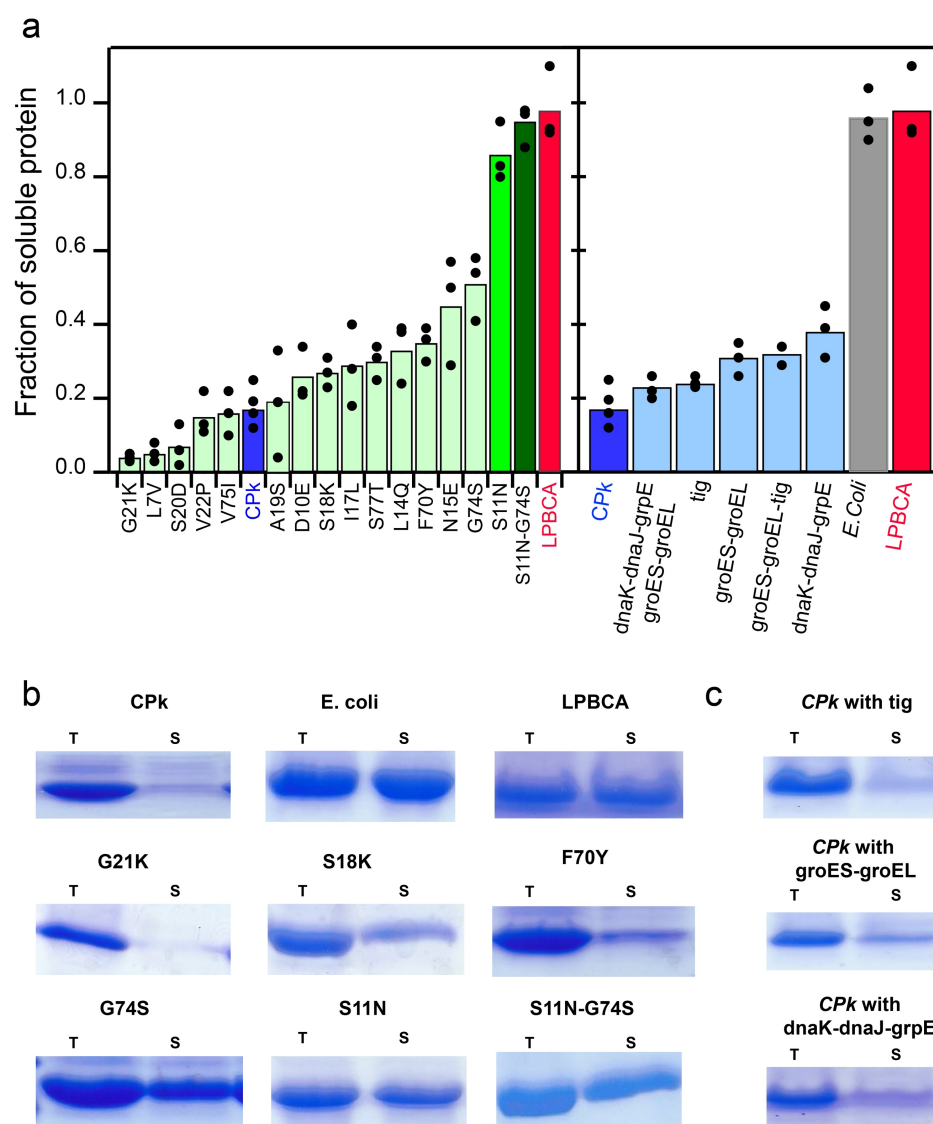 a
Fraction of soluble protein
1.0
0.8
0.6
0.4
0.2
0.0
G21K
L7V
S20D
V22P
V75I
CPk
A19S
D10E
S18K
I17L
S77T
L14Q
F70Y
N15E
G74S
S11N
S11N-G74S
LPBCA
CPk
dnaK-dnaJ-grpE
groES-groEL
tig
groES-groEL
groES-groEL-tig
dnaK-dnaJ-grpE
E.Coli
LPBCA
b
CPk
T S
E. coli
T S
LPBCA
T S
G21K
T S
S18K
T S
F70Y
T S
G74S
T S
S11N
T S
S11N-G74S
T S
c
CPk with tig
T S
CPk with
groES-groEL
T S
CPk with
dnaK-dnaJ-grpE
T S